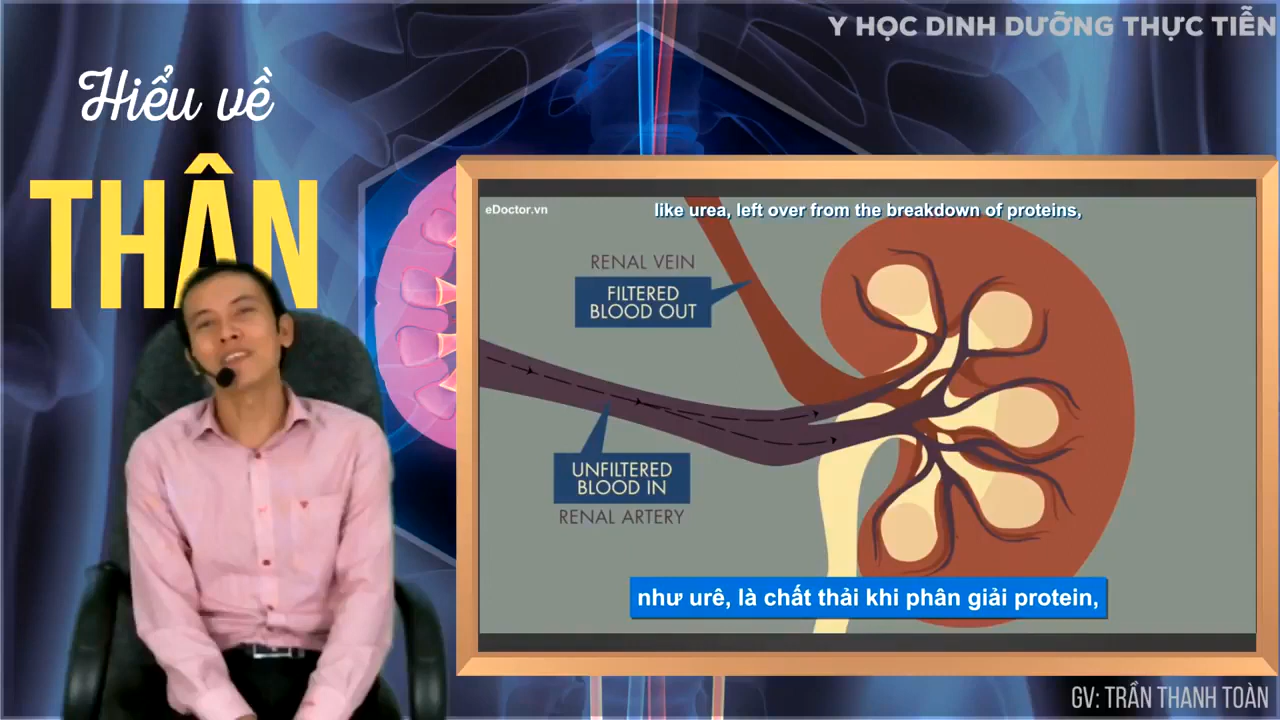 Y HỌC DINH DƯỠNG THỰC TIỄN
Hiểu về
THẬN
eDoctor.vn
like urea, left over from the breakdown of proteins,
RENAL VEIN
FILTERED
BLOOD OUT
UNFILTERED
BLOOD IN
RENAL ARTERY
như urê, là chất thải khi phân giải protein,
GV: TRẦN THANH TOÀN